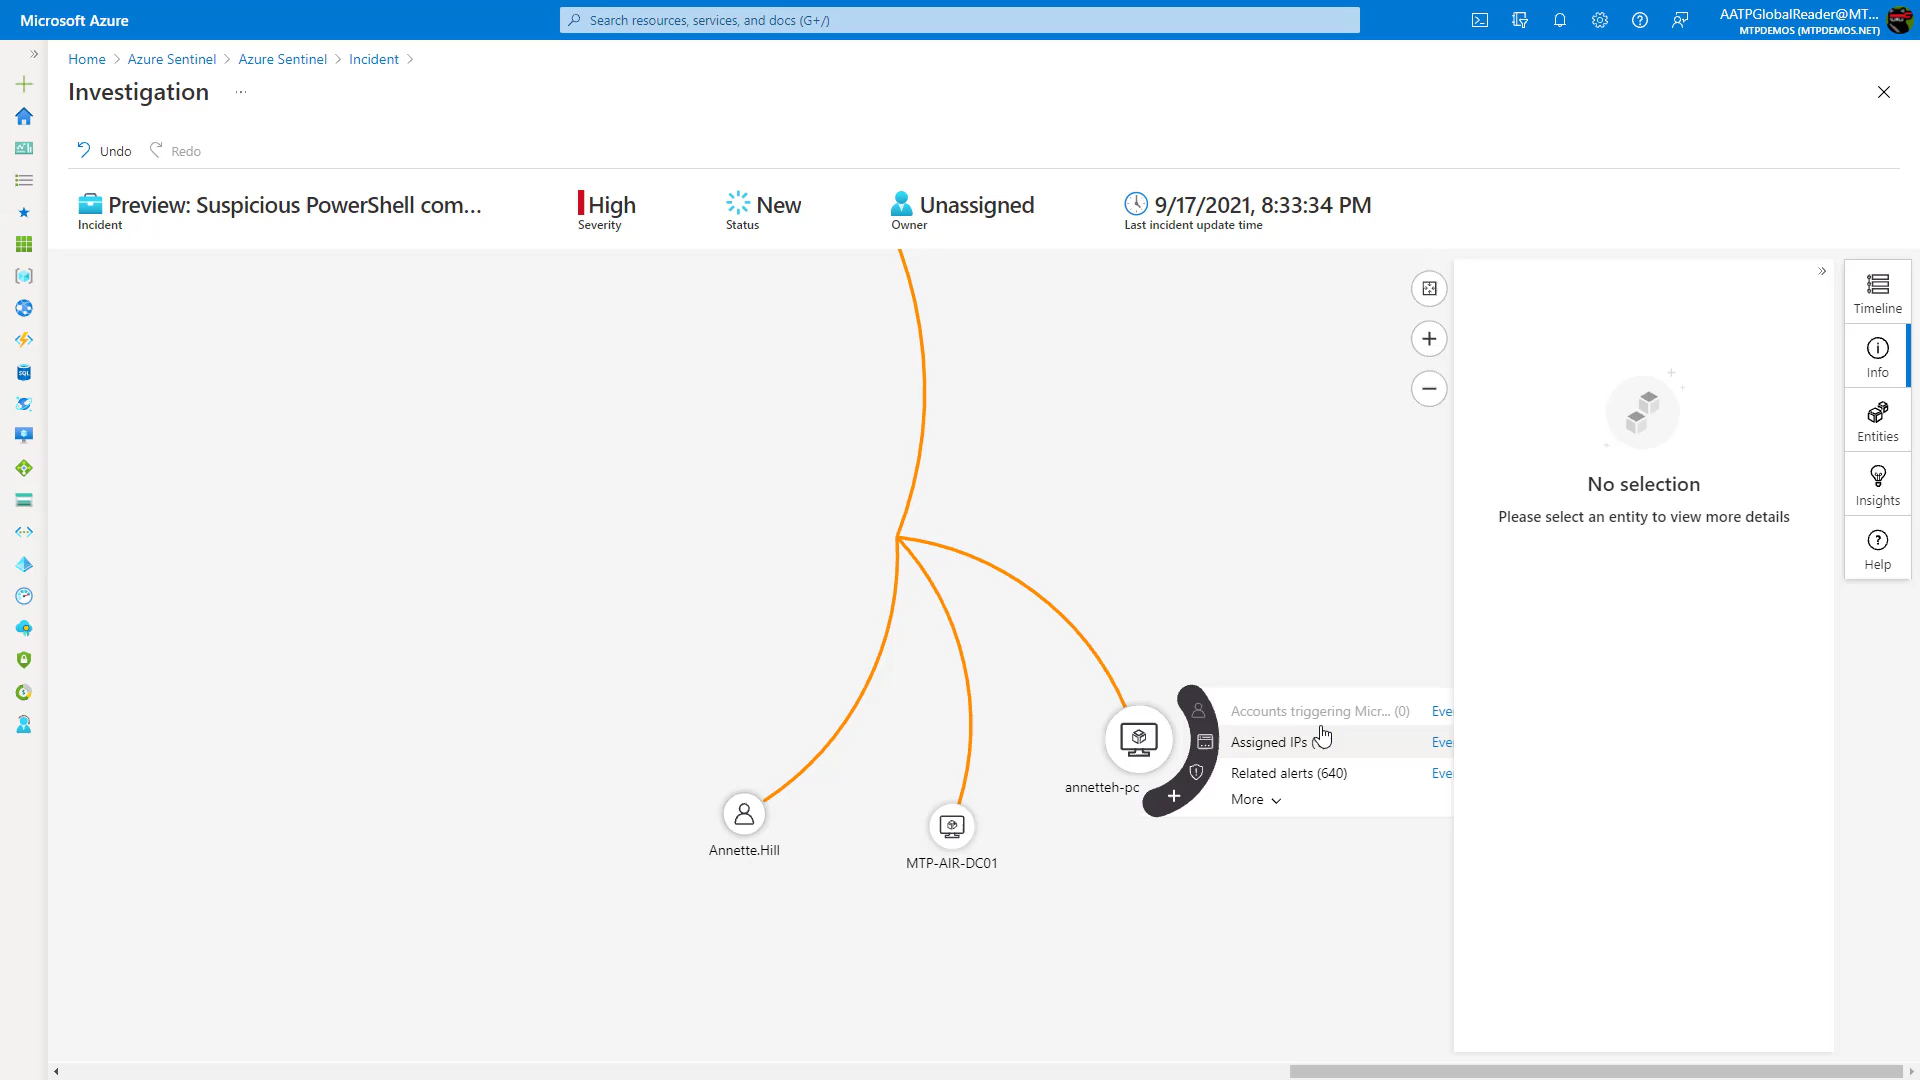 Microsoft Azure
Search resources, services, and docs (G+/)
AATPGlobalReader@MT...
MTPDEMOS (MTPDEMOS.NET)
Home > Azure Sentinel > Azure Sentinel > Incident >
Investigation ...
Undo Redo
Preview: Suspicious PowerShell com...
Incident
High
Severity
New
Status
Unassigned
Owner
9/17/2021, 8:33:34 PM
Last incident update time
Timeline
Info
Entities
Insights
Help
No selection
Please select an entity to view more details
Accounts triggering Micr... (0) Eve
Assigned IPs ( Eve
Related alerts (640) Eve
More
annetteh-pc
Annette.Hill
MTP-AIR-DC01
SQL